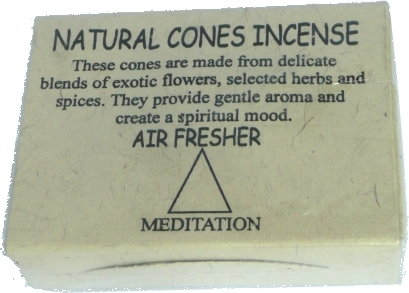 NATURAL CONES INCENSE
These cones are made from delicate
blends of exotic flowers, selected herbs and
spices. They provide gentle aroma and
create a spiritual mood.
AIR FRESHER
MEDITATION